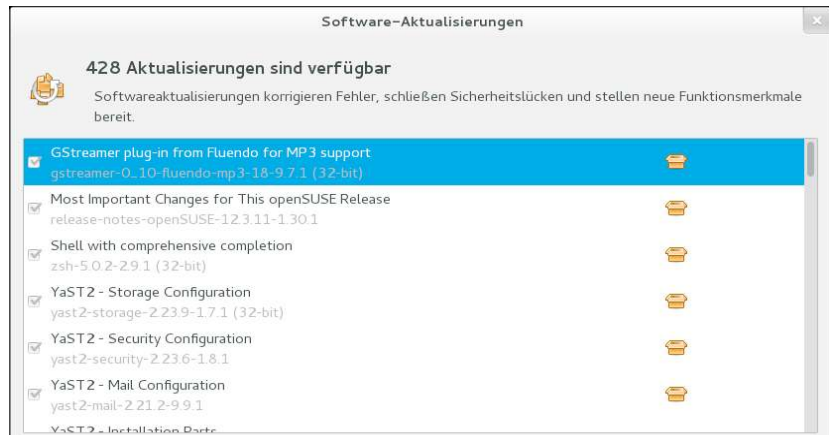 Software-Aktualisierungen
428 Aktualisierungen sind verfügbar
Softwareaktualisierungen korrigieren Fehler, schließen Sicherheitslücken und stellen neue Funktionsmerkmale
bereit.
GStreamer plug-in from Fluendo for MP3 support
gstreamer-0_10-fluendo-mp3-18-9.7.1 (32-bit)
Most Important Changes for This openSUSE Release
release-notes-openSUSE-12.3.11-1.30.1
Shell with comprehensive completion
zsh-5.0.2-2.9.1 (32-bit)
YaST2 - Storage Configuration
yast2-storage-2.23.9-1.7.1 (32-bit)
YaST2 - Security Configuration
yast2-security-2.23.6-1.8.1
YaST2 - Mail Configuration
yast2-mail-2.21.2-9.9.1
YaST2 - Installation Parts